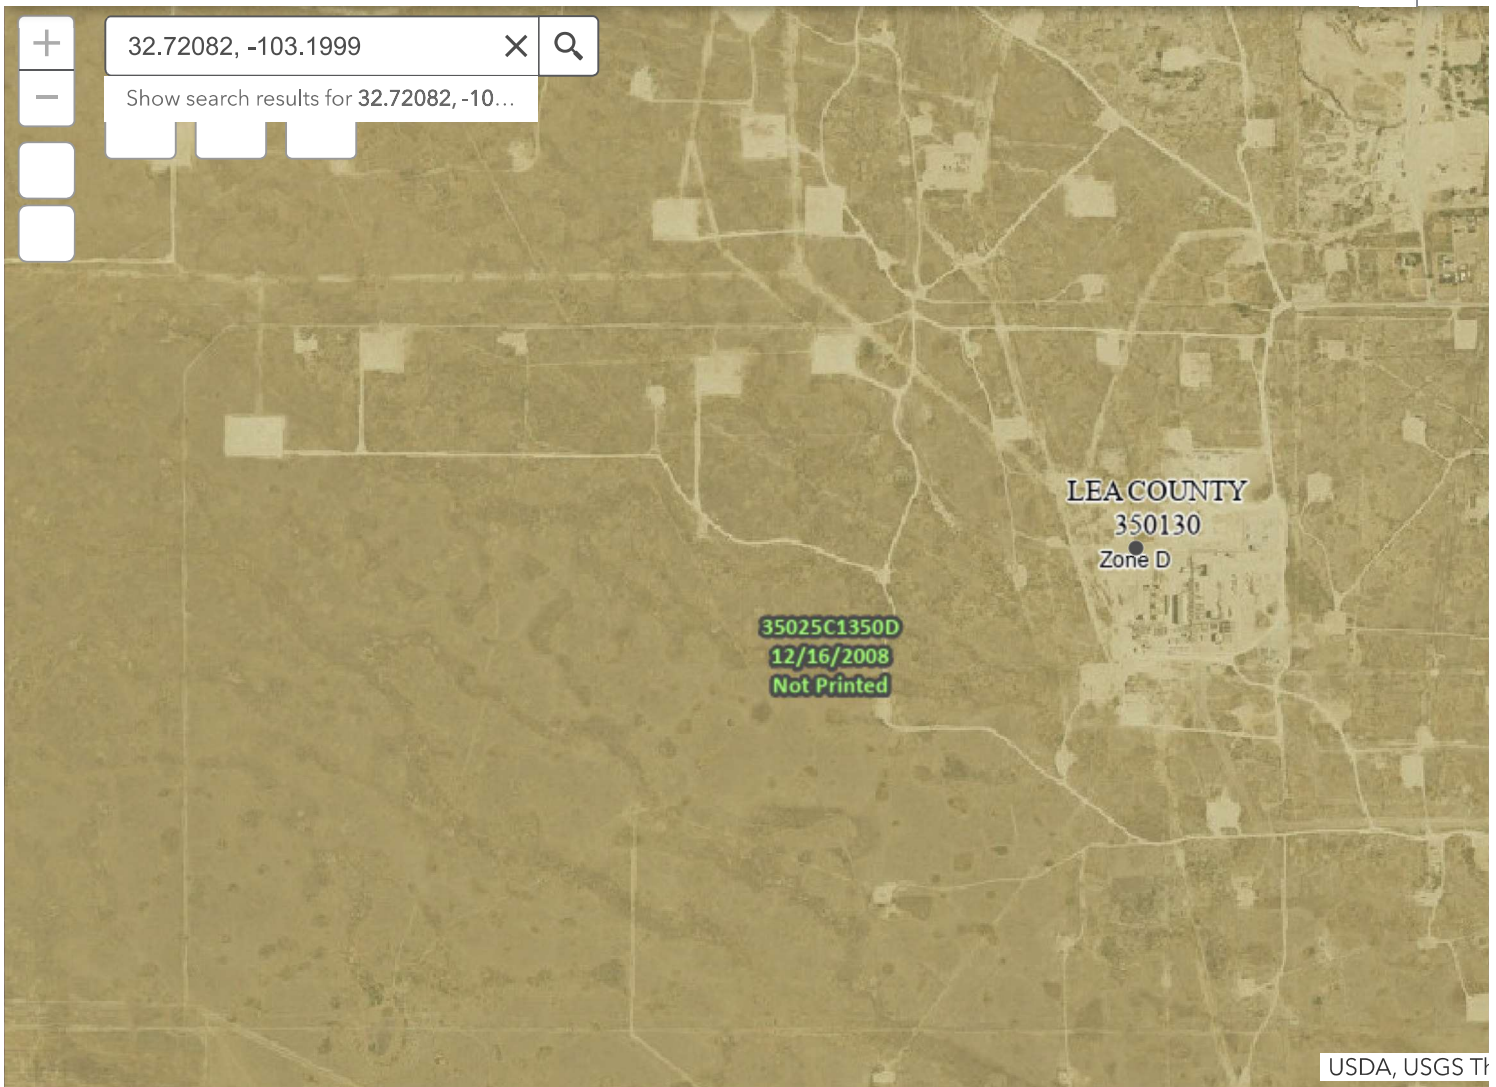 32.72082, -103.1999
Show search results for 32.72082, -10...
LEA COUNTY
350130
Zone D
35025C1350D
12/16/2008
Not Printed
USDA, USGS Th